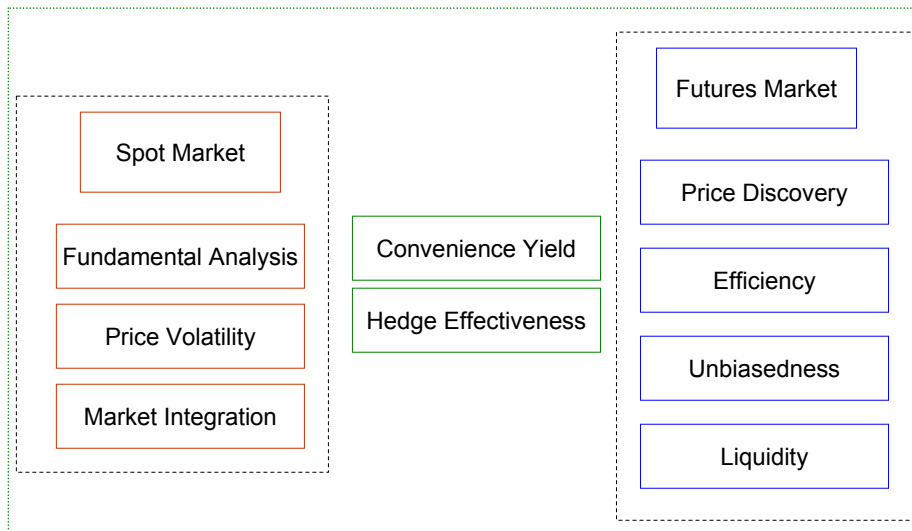 Spot Market
Fundamental Analysis
Price Volatility
Market Integration
Convenience Yield
Hedge Effectiveness
Futures Market
Price Discovery
Efficiency
Unbiasedness
Liquidity